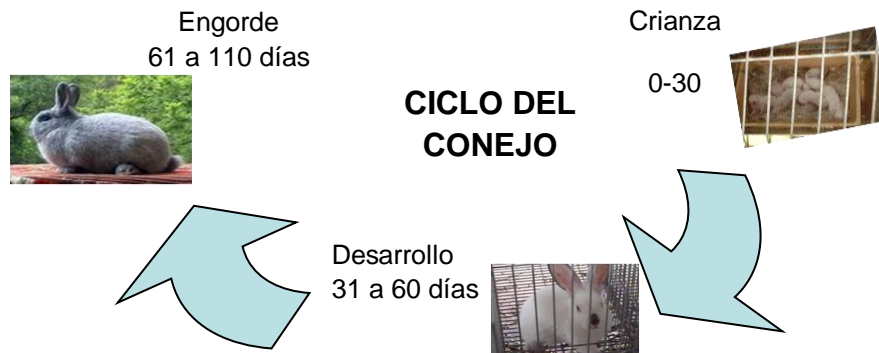 Engorde
61 a 110 días
CICLO DEL
CONEJO
Crianza
0-30
Desarrollo
31 a 60 días